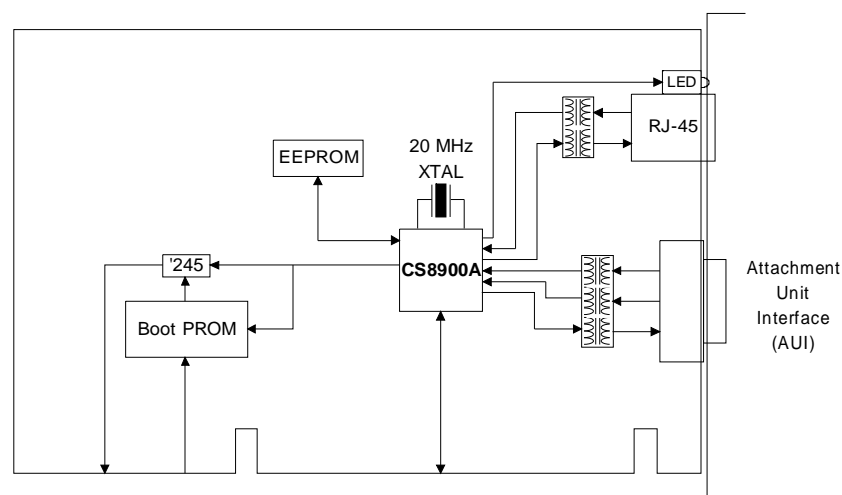 LED
RJ-45
20 MHz
XTAL
EEPROM
'245
CS8900A
Boot PROM
Attachment
Unit
Interface
(AUI)